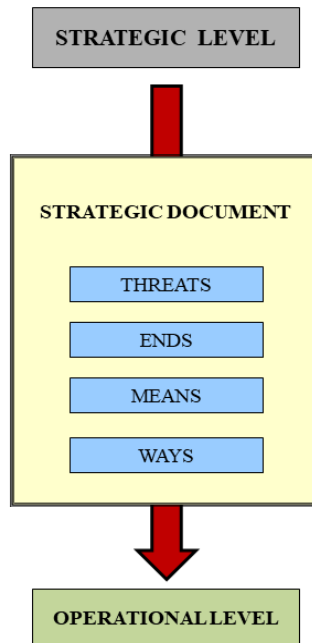 STRATEGIC LEVEL
STRATEGIC DOCUMENT
THREATS
ENDS
MEANS
WAYS
OPERATIONAL LEVEL